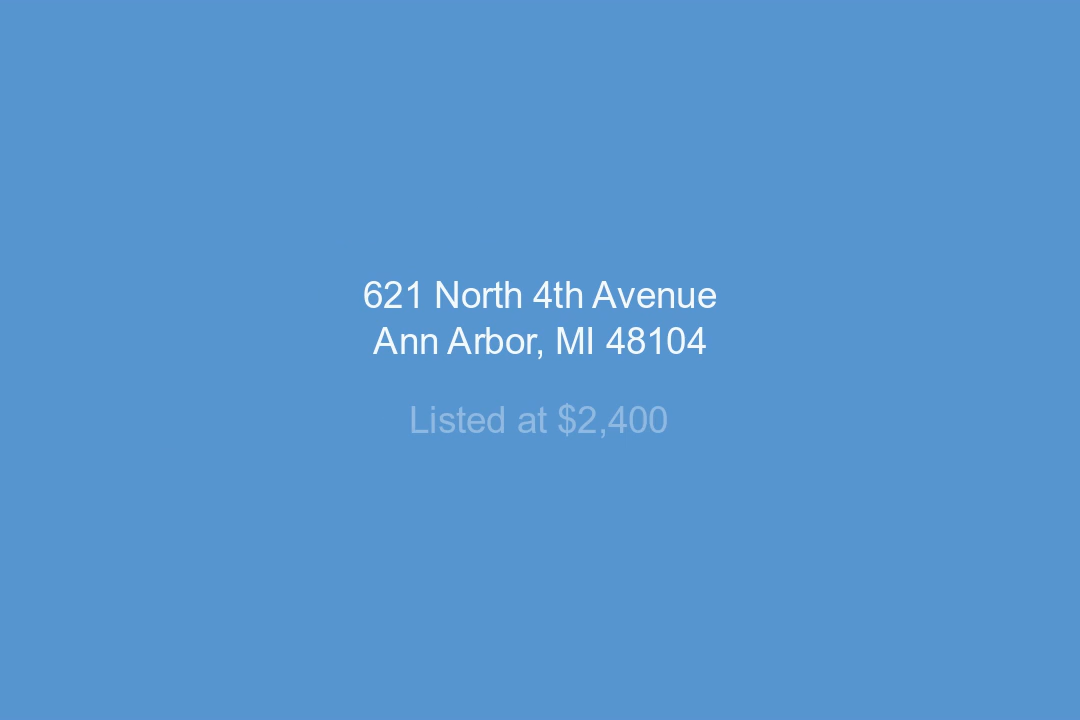 621 North 4th Avenue
Ann Arbor, MI 48104
Listed at $2,400